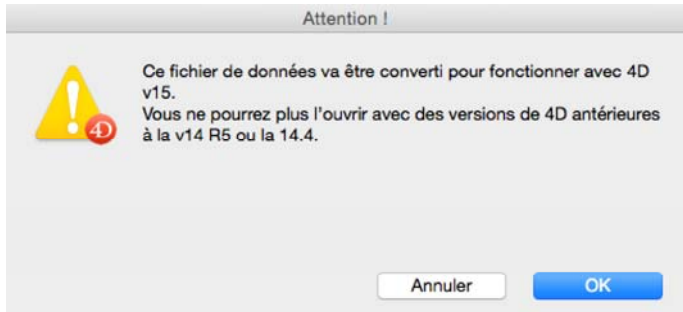 Attention !
Ce fichier de données va être converti pour fonctionner avec 4D
v15.
Vous ne pourrez plus l'ouvrir avec des versions de 4D antérieures
à la v14 R5 ou la 14.4.
4D
Annuler
OK